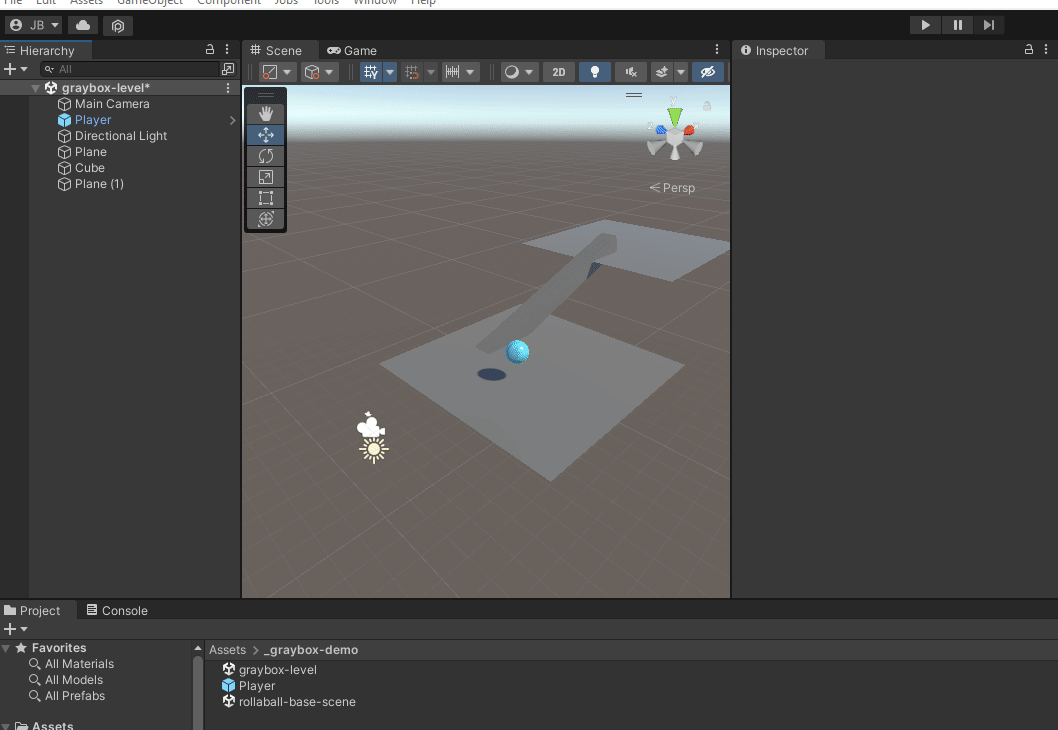 File Edit Assets GameObject Component Jobs Tools Window Help
JB
Hierarchy
Scene
Game
Inspector
All
2D
graybox-level*
Main Camera
Player
Directional Light
Plane
Cube
Plane (1)
y
Persp
Project
Console
Favorites
All Materials
All Models
All Prefabs
Assets
Assets > _graybox-demo
graybox-level
Player
rollaball-base-scene